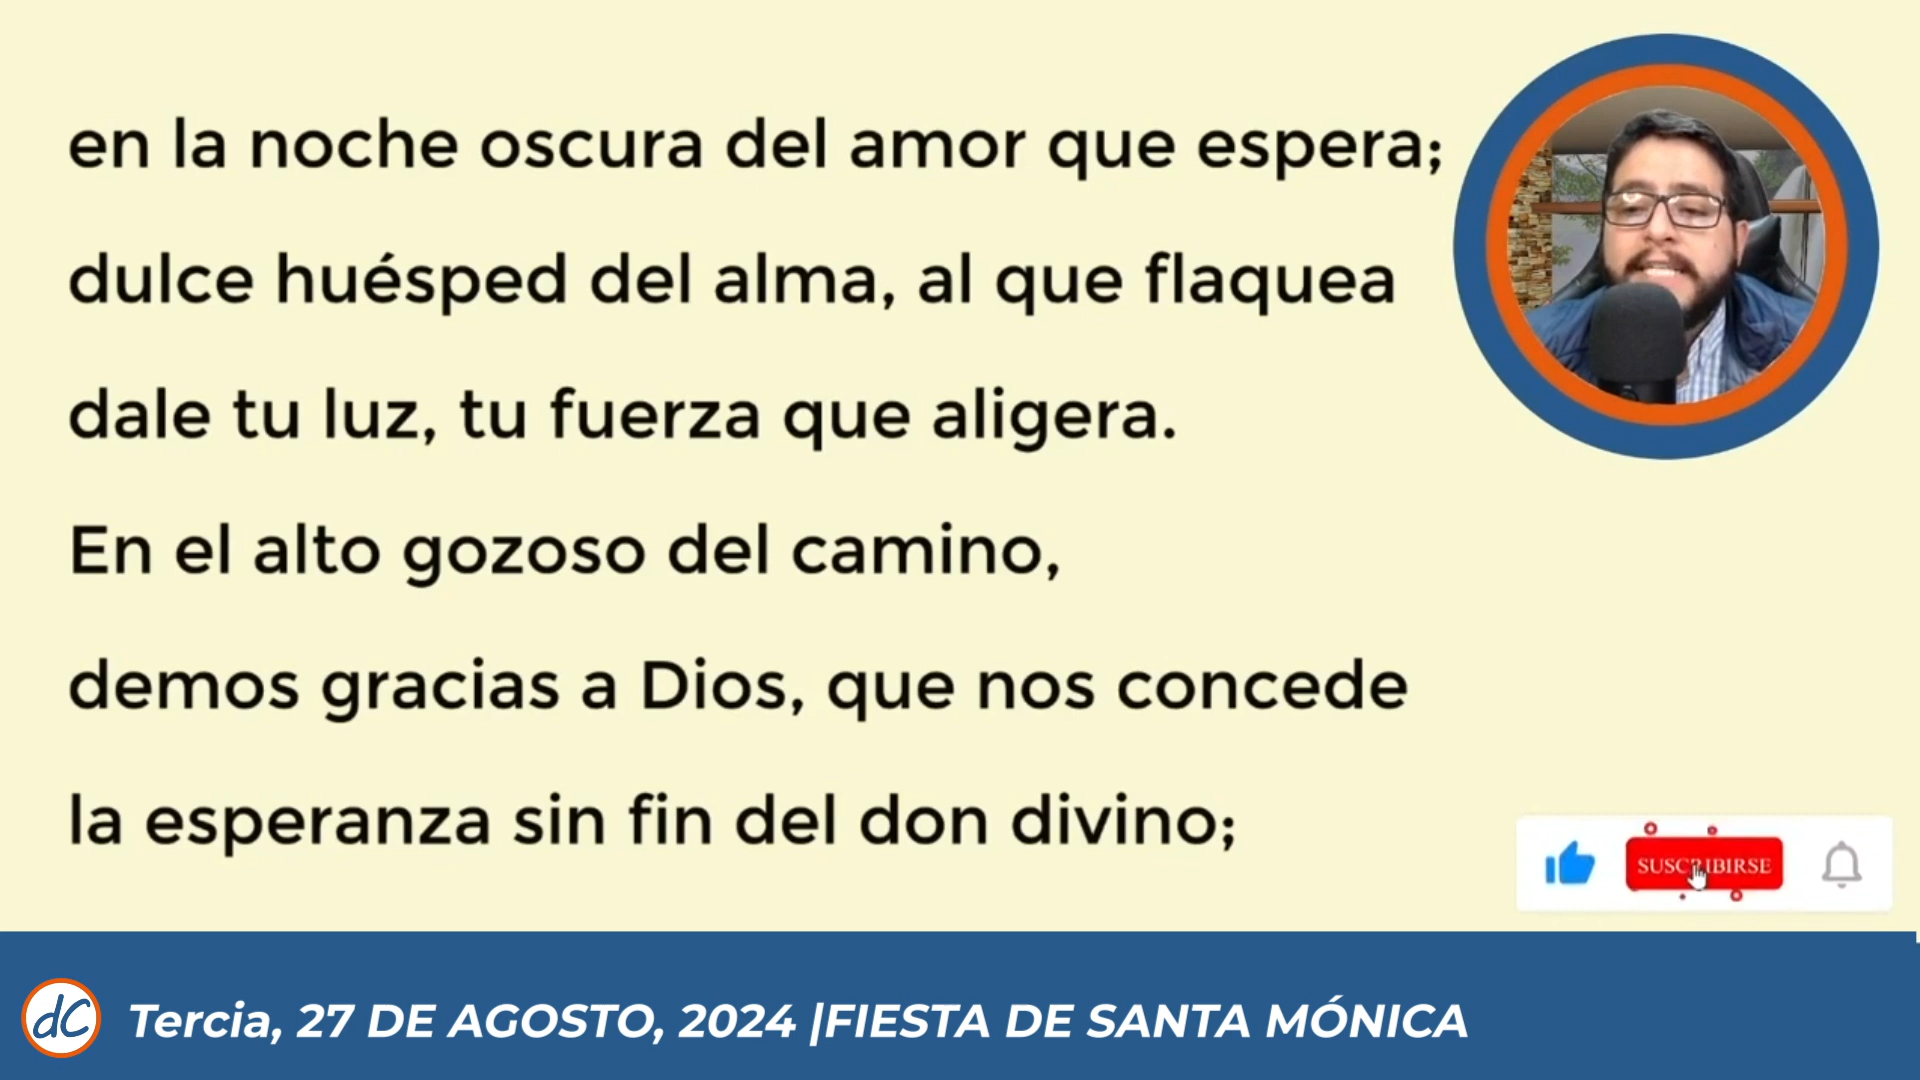 en la noche oscura del amor que espera;
dulce huésped del alma, al que flaquea
dale tu luz, tu fuerza que aligera.
En el alto gozoso del camino,
demos gracias a Dios, que nos concede
la esperanza sin fin del don divino;
SUSCRIBIRSE
dC Tercia, 27 DE AGOSTO, 2024 |FIESTA DE SANTA MÓNICA